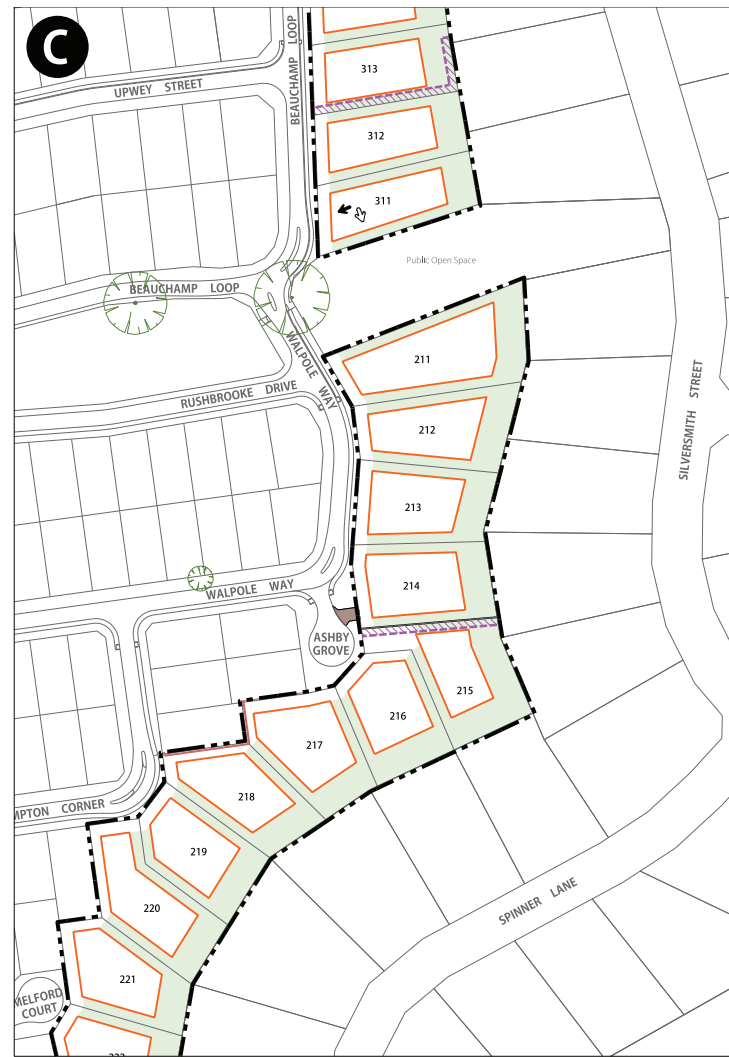 C
BEAUCHAMP LOOP
313
UPWEY STREET
312
311
Public Open Space
BEAUCHAMP LOOP
WALPOLE WAY
211
RUSHBROOKE DRIVE
SILVERSMITH STREET
212
213
214
WALPOLE WAY
ASHBY
GROVE
215
216
217
218
MPTON CORNER
219
SPINNER LANE
220
221
MELFORD
COURT